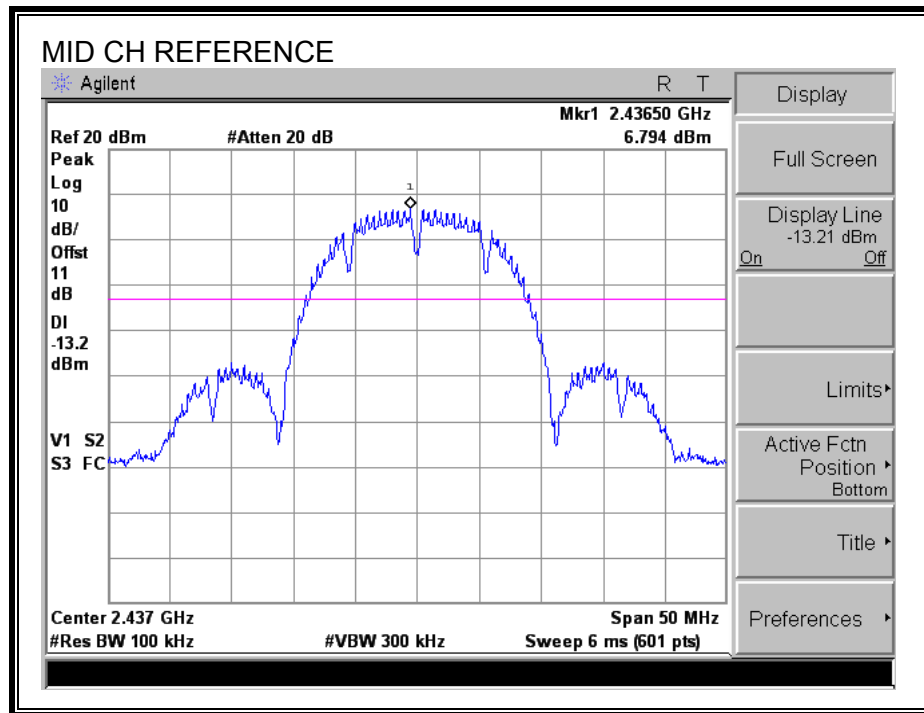 MID CH REFERENCE
Agilent R T
Mkr1 2.43650 GHz
Ref 20 dBm #Atten 20 dB 6.794 dBm
Peak
Log
10
dB/
Offst
11
dB
DI
-13.2
dBm
V1 S2
S3 FC
1
Center 2.437 GHz Span 50 MHz
#Res BW 100 kHz #VBW 300 kHz Sweep 6 ms (601 pts)
Display
Full Screen
Display Line
-13.21 dBm
On Off
Limits
Active Fctn
Position
Bottom
Title
Preferences